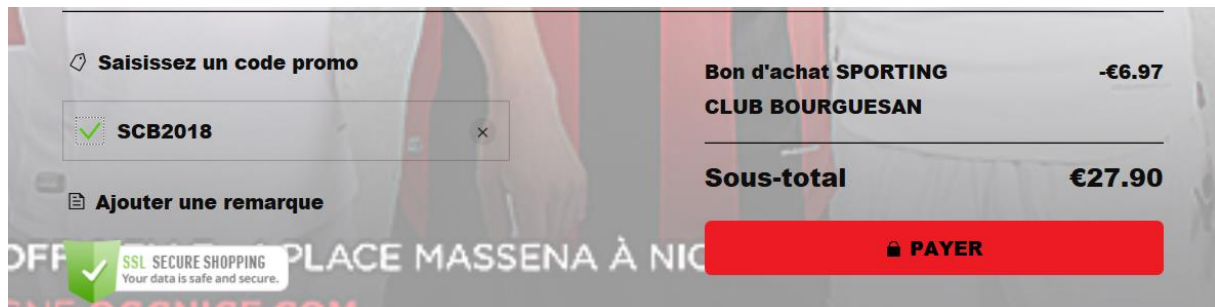 Saisissez un code promo
SCB2018
Ajouter une remarque
Bon d'achat SPORTING -€6.97
CLUB BOURGUESAN
Sous-total €27.90
PAYER
PLACE MASSENA À NIC
SSL SECURE SHOPPING
Your data is safe and secure.